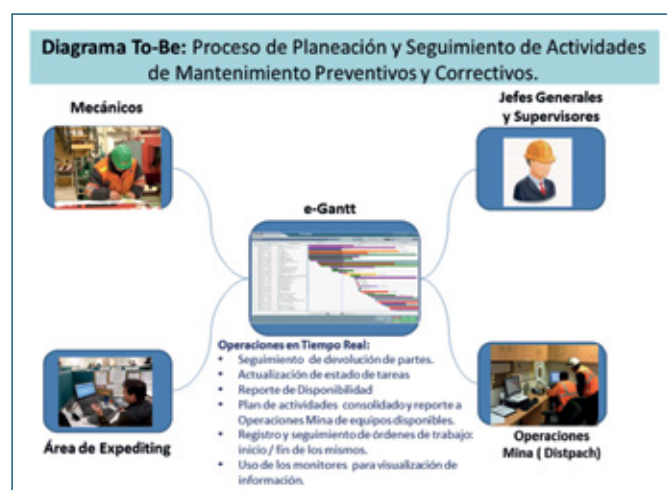 Diagrama To-Be: Proceso de Planeación y Seguimiento de Actividades
de Mantenimiento Preventivos y Correctivos.
Mecánicos
Jefes Generales
y Supervisores
e-Gantt
Operaciones en Tiempo Real:
• Seguimiento de devolución de partes.
• Actualización de estado de tareas
• Reporte de Disponibilidad
• Plan de actividades consolidado y reporte a
Operaciones Mina de equipos disponibles.
• Registro y seguimiento de órdenes de trabajo:
inicio / fin de los mismos.
• Uso de los monitores para visualización de
información.
Área de Expediting
Operaciones
Mina ( Distpach)